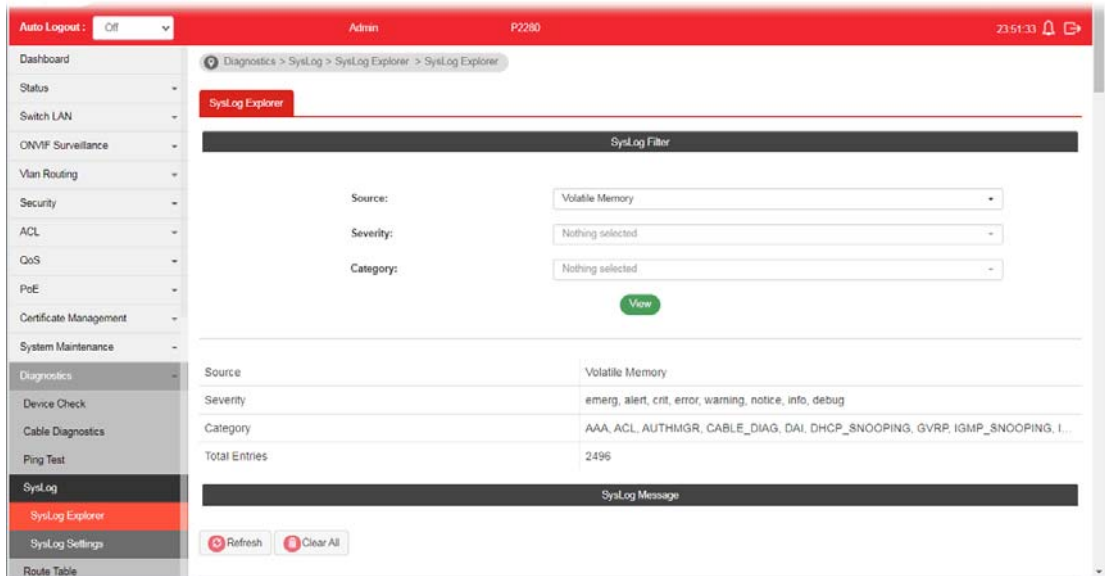 Auto Logout : Off Admin P2280 23:51:33
Dashboard
Status
Switch LAN
ONVIF Surveillance
Vlan Routing
Security
ACL
QoS
PoE
Certificate Management
System Maintenance
Diagnostics
Device Check
Cable Diagnostics
Ping Test
SysLog
SysLog Explorer
SysLog Settings
Route Table
Diagnostics > SysLog > SysLog Explorer > SysLog Explorer
SysLog Explorer
SysLog Filter
Source: Volatile Memory
Severity: Nothing selected
Category: Nothing selected
View
Source Volatile Memory
Severity emerg, alert, crit, error, warning, notice, info, debug
Category AAA, ACL, AUTHMGR, CABLE_DIAG, DAI, DHCP_SNOOPING, GVRP, IGMP_SNOOPING, I...
Total Entries 2496
SysLog Message
Refresh Clear All